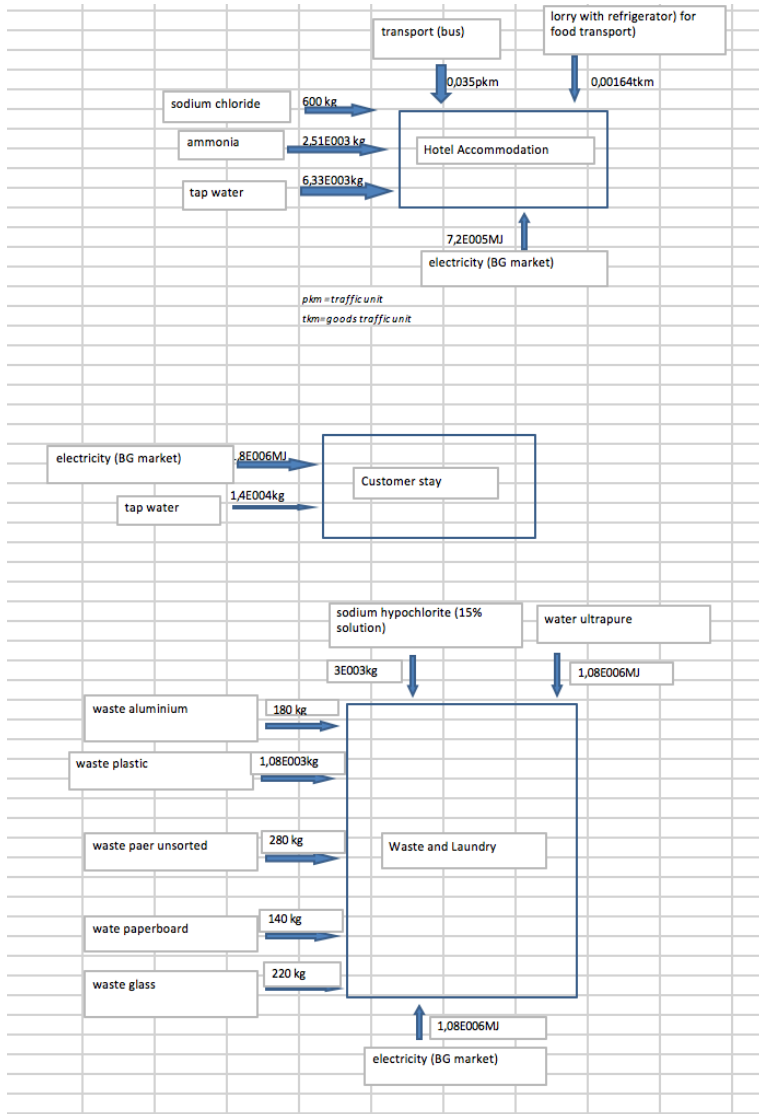 transport (bus)
lorry with refrigerator) for
food transport)
0,035pkm
0,00164tkm
sodium chloride
600 kg
ammonia
2,51E003 kg
Hotel Accommodation
tap water
6,33E003kg
7,2E005MJ
electricity (BG market)
pkm=traffic unit
tkm=goods traffic unit
electricity (BG market)
,8E006MJ
Customer stay
tap water
1,4E004kg
sodium hypochlorite (15%
solution)
water ultrapure
3E003kg
1,08E006MJ
waste aluminium
180 kg
waste plastic
1,08E003kg
waste paer unsorted
280 kg
Waste and Laundry
wate paperboard
140 kg
waste glass
220 kg
1,08E006MJ
electricity (BG market)